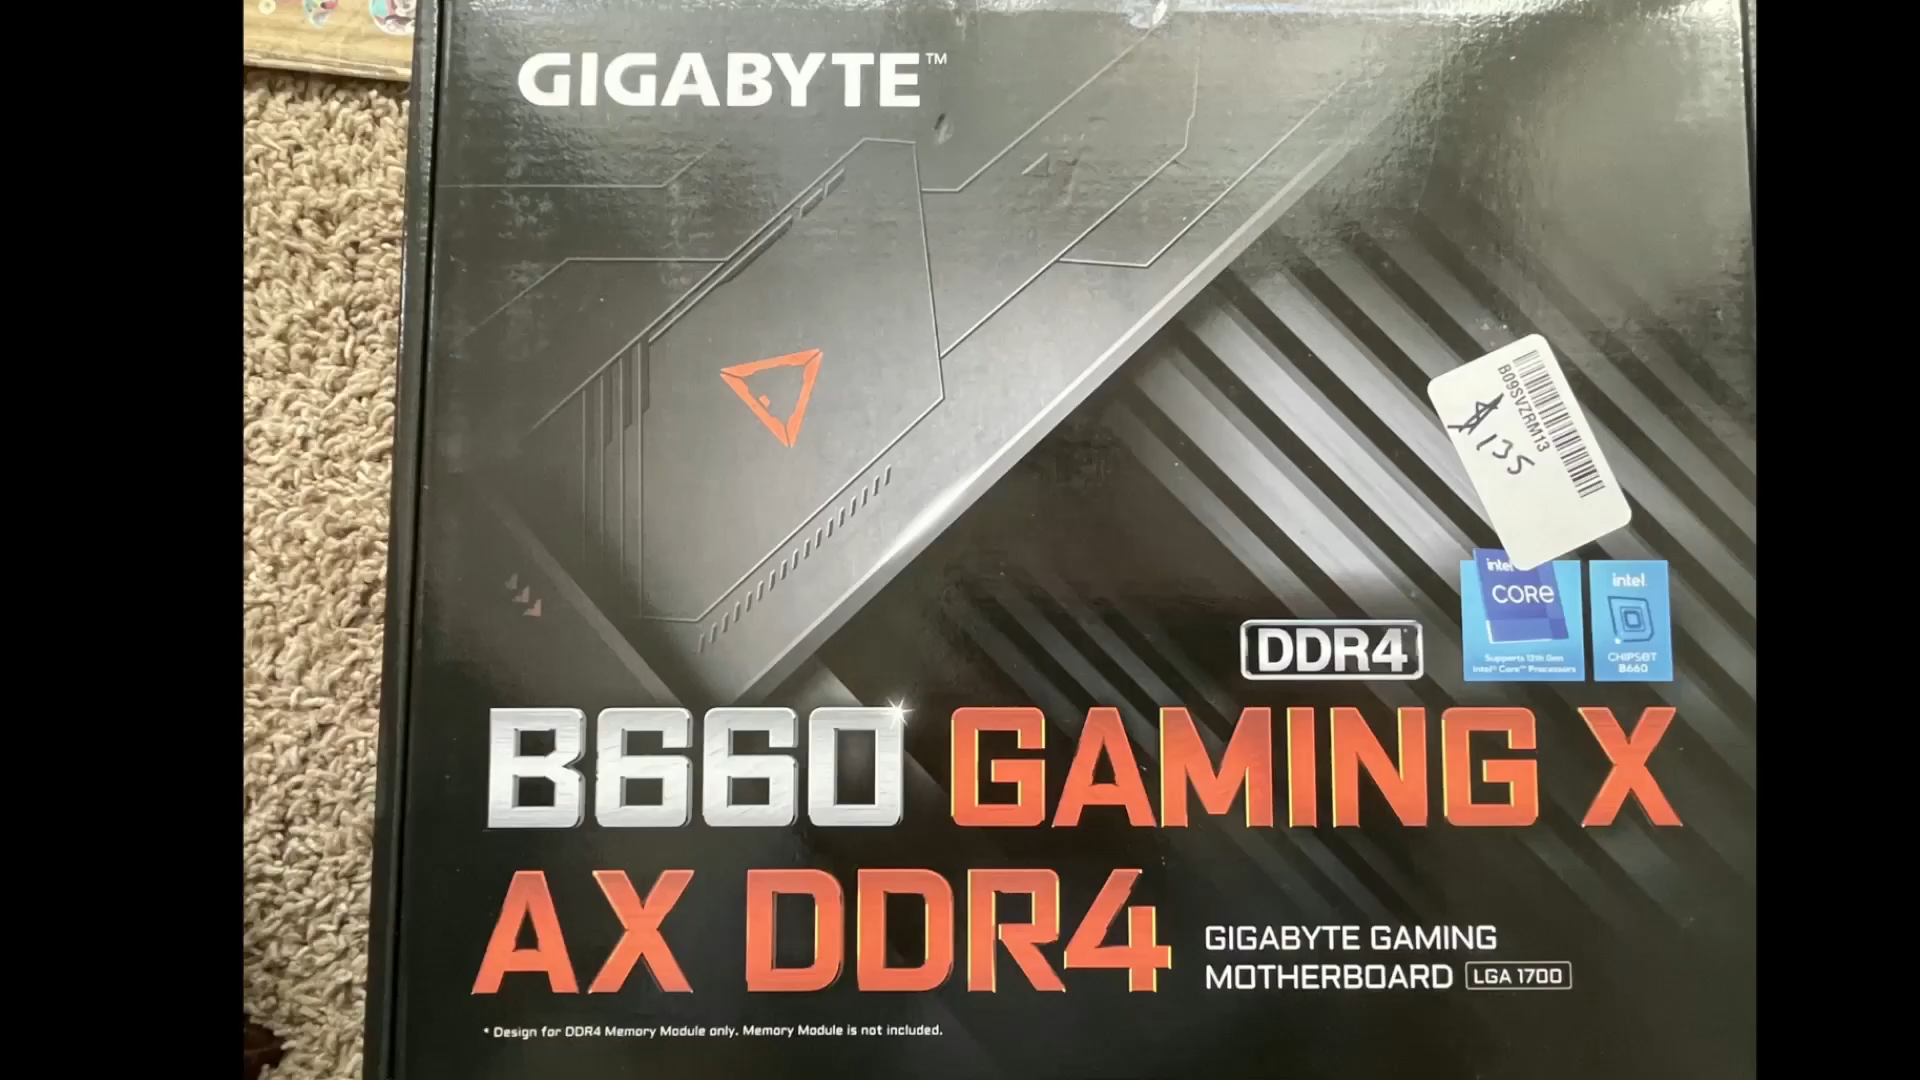 GIGABYTE™
B09SVZRM13
$135
intel
CORe
Supports 12th Gen
Intel® Core™ Processors
intel
CHIPSET
B660
DDR4
B660 GAMING X
AX DDR4
GIGABYTE GAMING
MOTHERBOARD LGA 1700
* Design for DDR4 Memory Module only. Memory Module is not included.